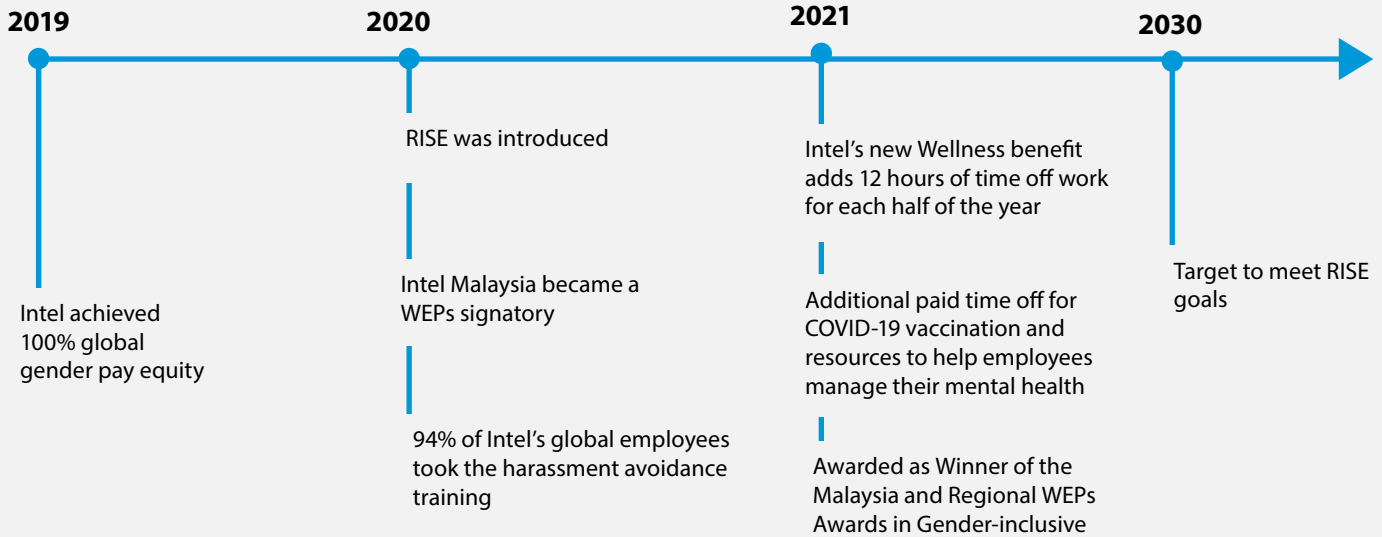 2019
2020
2021
2030
Intel achieved
100% global
gender pay equity
RISE was introduced
Intel Malaysia became a
WEPs signatory
94% of Intel’s global employees
took the harassment avoidance
training
Intel’s new Wellness benefit
adds 12 hours of time off work
for each half of the year
Additional paid time off for
COVID-19 vaccination and
resources to help employees
manage their mental health
Awarded as Winner of the
Malaysia and Regional WEPs
Awards in Gender-inclusive
Target to meet RISE
goals